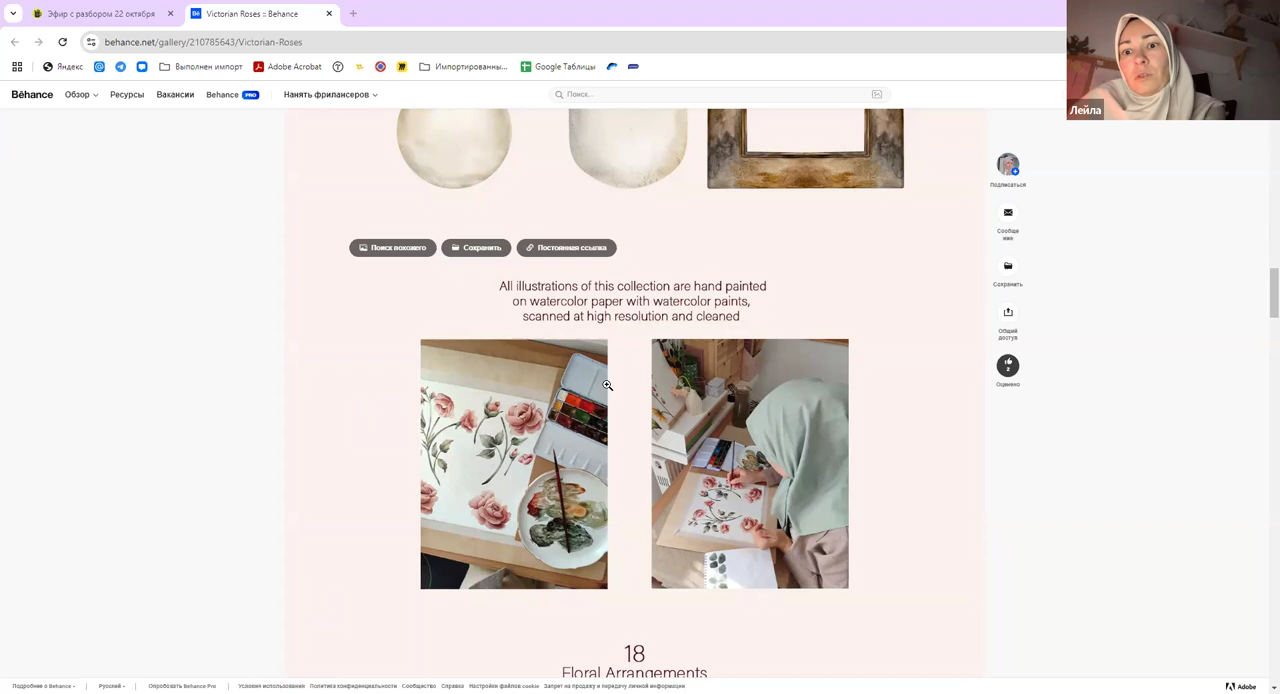 Эфир с разбором 22 октября
Victorian Roses :: Behance
behance.net/gallery/210785643/Victorian-Roses
Яндекс
Выполнен импорт
Adobe Acrobat
Импортированны...
Google Таблицы
Лейла
Bēhance
Обзор
Ресурсы
Вакансии
Behance PRO
Нанять фрилансеров
Поиск...
Подписаться
Сообще
ние
Сохранить
Общий
доступ
2
Оценено
Поиск похожего
Сохранить
Постоянная ссылка
All illustrations of this collection are hand painted
on watercolor paper with watercolor paints,
scanned at high resolution and cleaned
18
Floral Arrangements
Подробнее о Behance
Русский
Опробовать Behance Pro
Условия использования
Политика конфиденциальности
Сообщество
Справка
Настройки файлов cookie
Запрет на продажу и передачу личной информации
Adobe